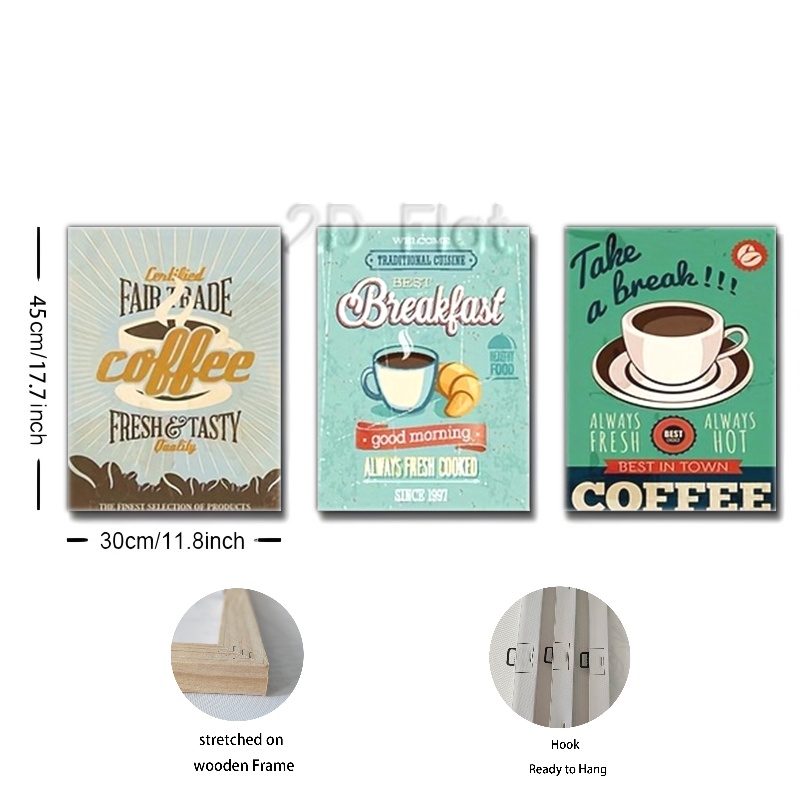 2D Flat
45cm/17.7inch
30cm/11.8inch
Certified
FAIR TRADE
coffee
FRESH & TASTY
Quality
THE FINEST SELECTION OF PRODUCTS
WELCOME
TRADITIONAL CUISINE
BEST
Breakfast
HEALTHY
FOOD
good morning
ALWAYS FRESH COOKED
SINCE 1997
Take
a break!!!
ALWAYS
FRESH
BEST
ALWAYS
HOT
BEST IN TOWN
COFFEE
stretched on
wooden Frame
Hook
Ready to Hang